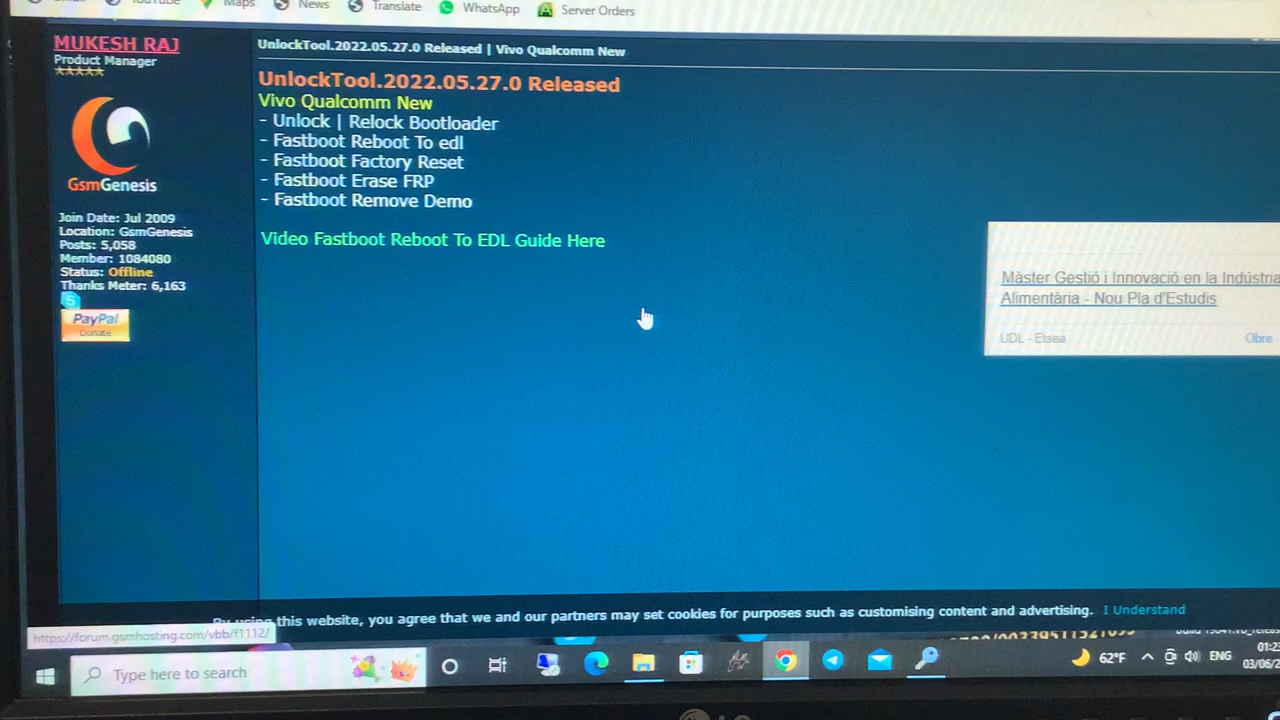 YouTube
Maps
News
Translate
WhatsApp
Server Orders
MUKESH RAJ
Product Manager
GsmGenesis
Join Date: Jul 2009
Location: GsmGenesis
Posts: 5,058
Member: 1084080
Status: Offline
Thanks Meter: 6,163
S
PayPal
Donate
UnlockTool.2022.05.27.0 Released | Vivo Qualcomm New
UnlockTool.2022.05.27.0 Released
Vivo Qualcomm New
- Unlock | Relock Bootloader
- Fastboot Reboot To edl
- Fastboot Factory Reset
- Fastboot Erase FRP
- Fastboot Remove Demo
Video Fastboot Reboot To EDL Guide Here
Màster Gestió i Innovació en la Indústria
Alimentària - Nou Pla d'Estudis
UDL - Etsea
Obre
By using this website, you agree that we and our partners may set cookies for purposes such as customising content and advertising. I Understand
https://forum.gsmhosting.com/vbb/f1112/
Type here to search
62°F
ENG
01:23
03/06/2
LG